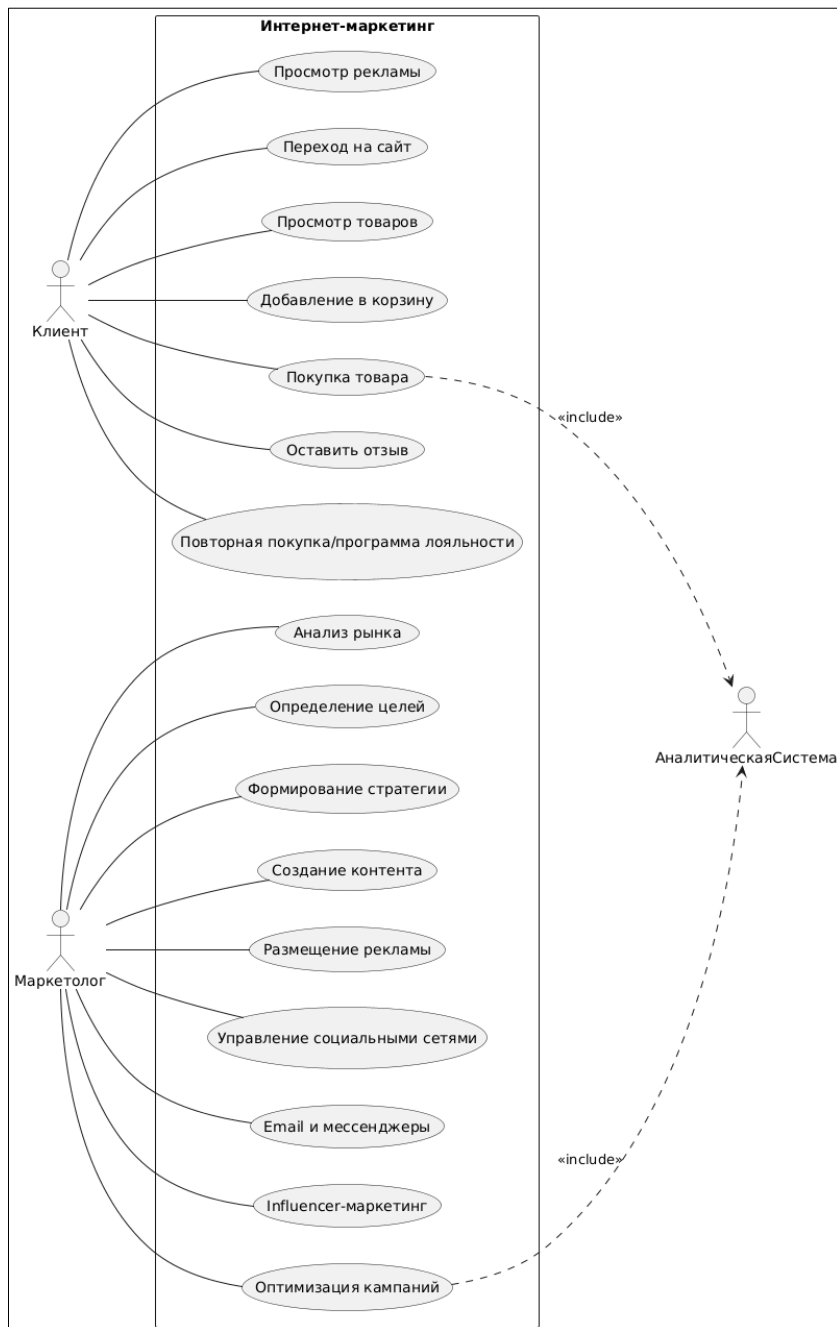 Интернет-маркетинг
Просмотр рекламы
Переход на сайт
Просмотр товаров
Добавление в корзину
Клиент
Покупка товара
«include»
Оставить отзыв
Повторная покупка/программа лояльности
Анализ рынка
Определение целей
АналитическаяСистема
Формирование стратегии
Создание контента
Размещение рекламы
Маркетолог
Управление социальными сетями
Email и мессенджеры
«include»
Influencer-маркетинг
Оптимизация кампаний